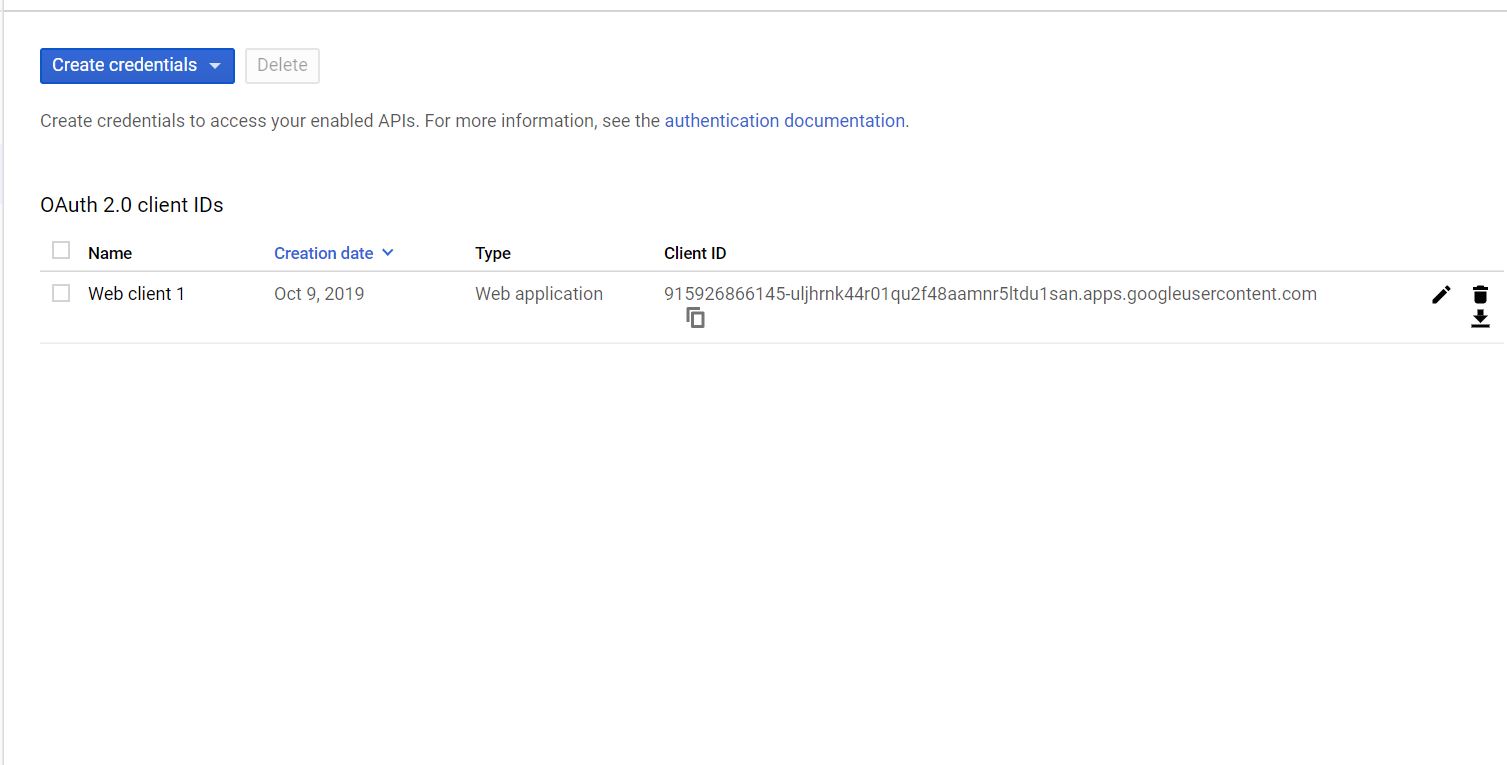 Create credentials Delete
Create credentials to access your enabled APIs. For more information, see the authentication documentation.
OAuth 2.0 client IDs
Name Creation date Type Client ID
Web client 1 Oct 9, 2019 Web application 915926866145-uljhrnk44r01qu2f48aamnr5ltdu1san.apps.googleusercontent.com